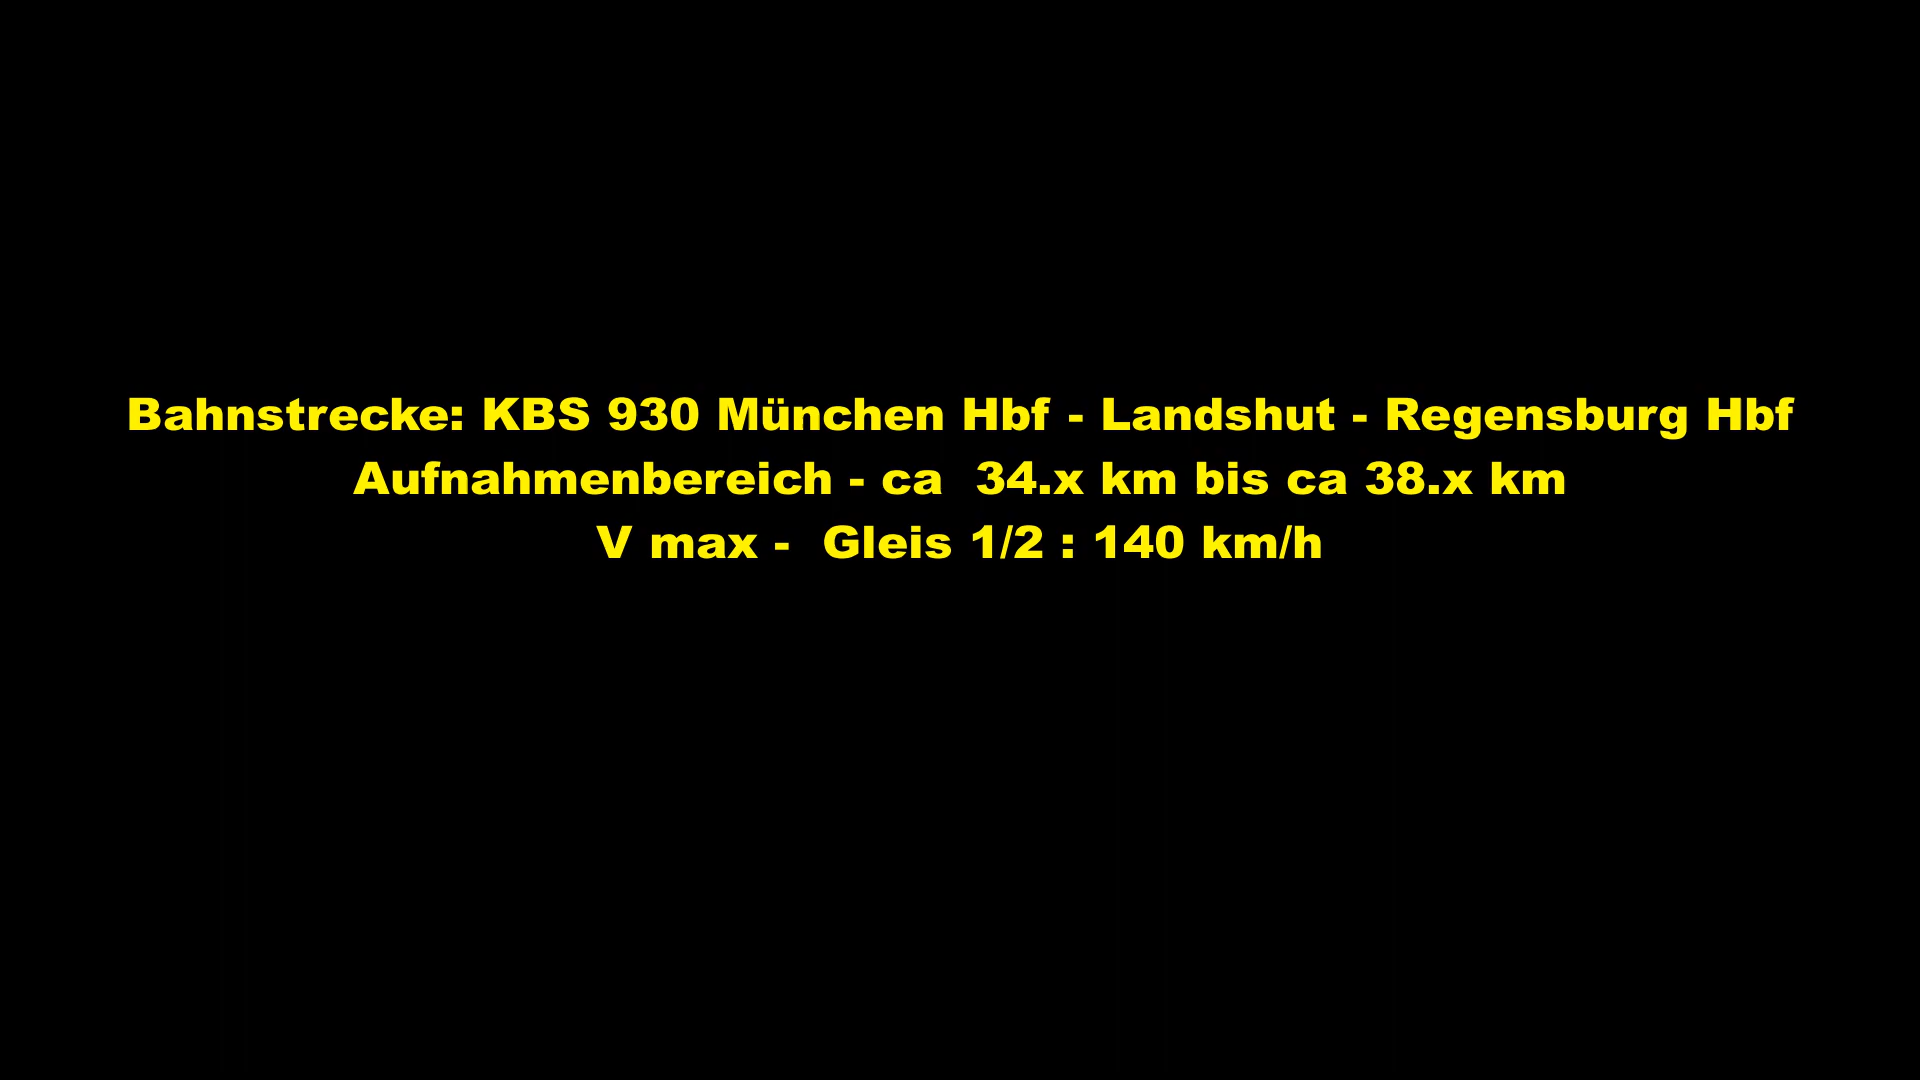 Bahnstrecke: KBS 930 München Hbf - Landshut - Regensburg Hbf
Aufnahmenbereich - ca  34.x km bis ca 38.x km
V max -  Gleis 1/2 : 140 km/h